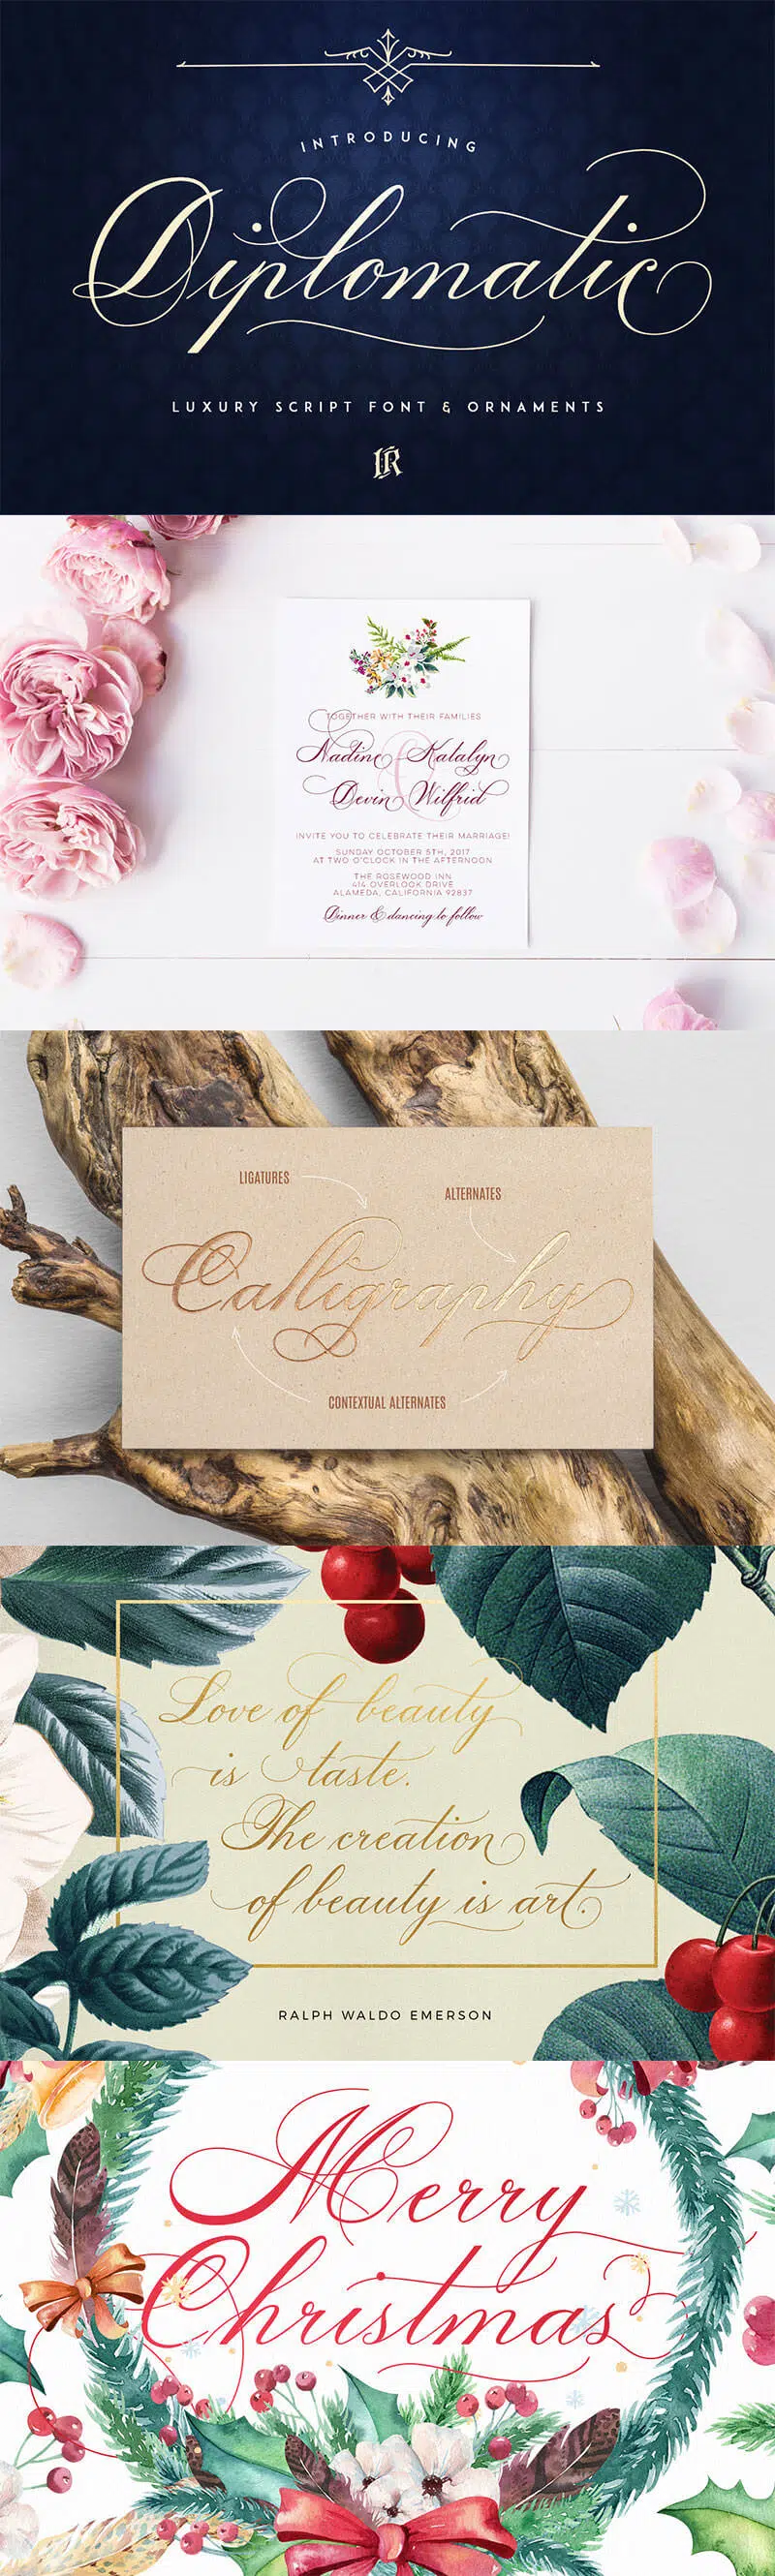 INTRODUCING
Diplomatic
LUXURY SCRIPT FONT & ORNAMENTS
LR
TOGETHER WITH THEIR FAMILIES
Nadine Katalyn
&
Devin Wilfrid
INVITE YOU TO CELEBRATE THEIR MARRIAGE!
SUNDAY OCTOBER 5TH, 2017
AT TWO O'CLOCK IN THE AFTERNOON
THE ROSEWOOD INN
414 OVERLOOK DRIVE
ALAMEDA, CALIFORNIA 92837
Dinner & dancing to follow
LIGATURES
ALTERNATES
Calligraphy
CONTEXTUAL ALTERNATES
Love of beauty
is taste.
The creation
of beauty is art.
RALPH WALDO EMERSON
Merry
Christmas